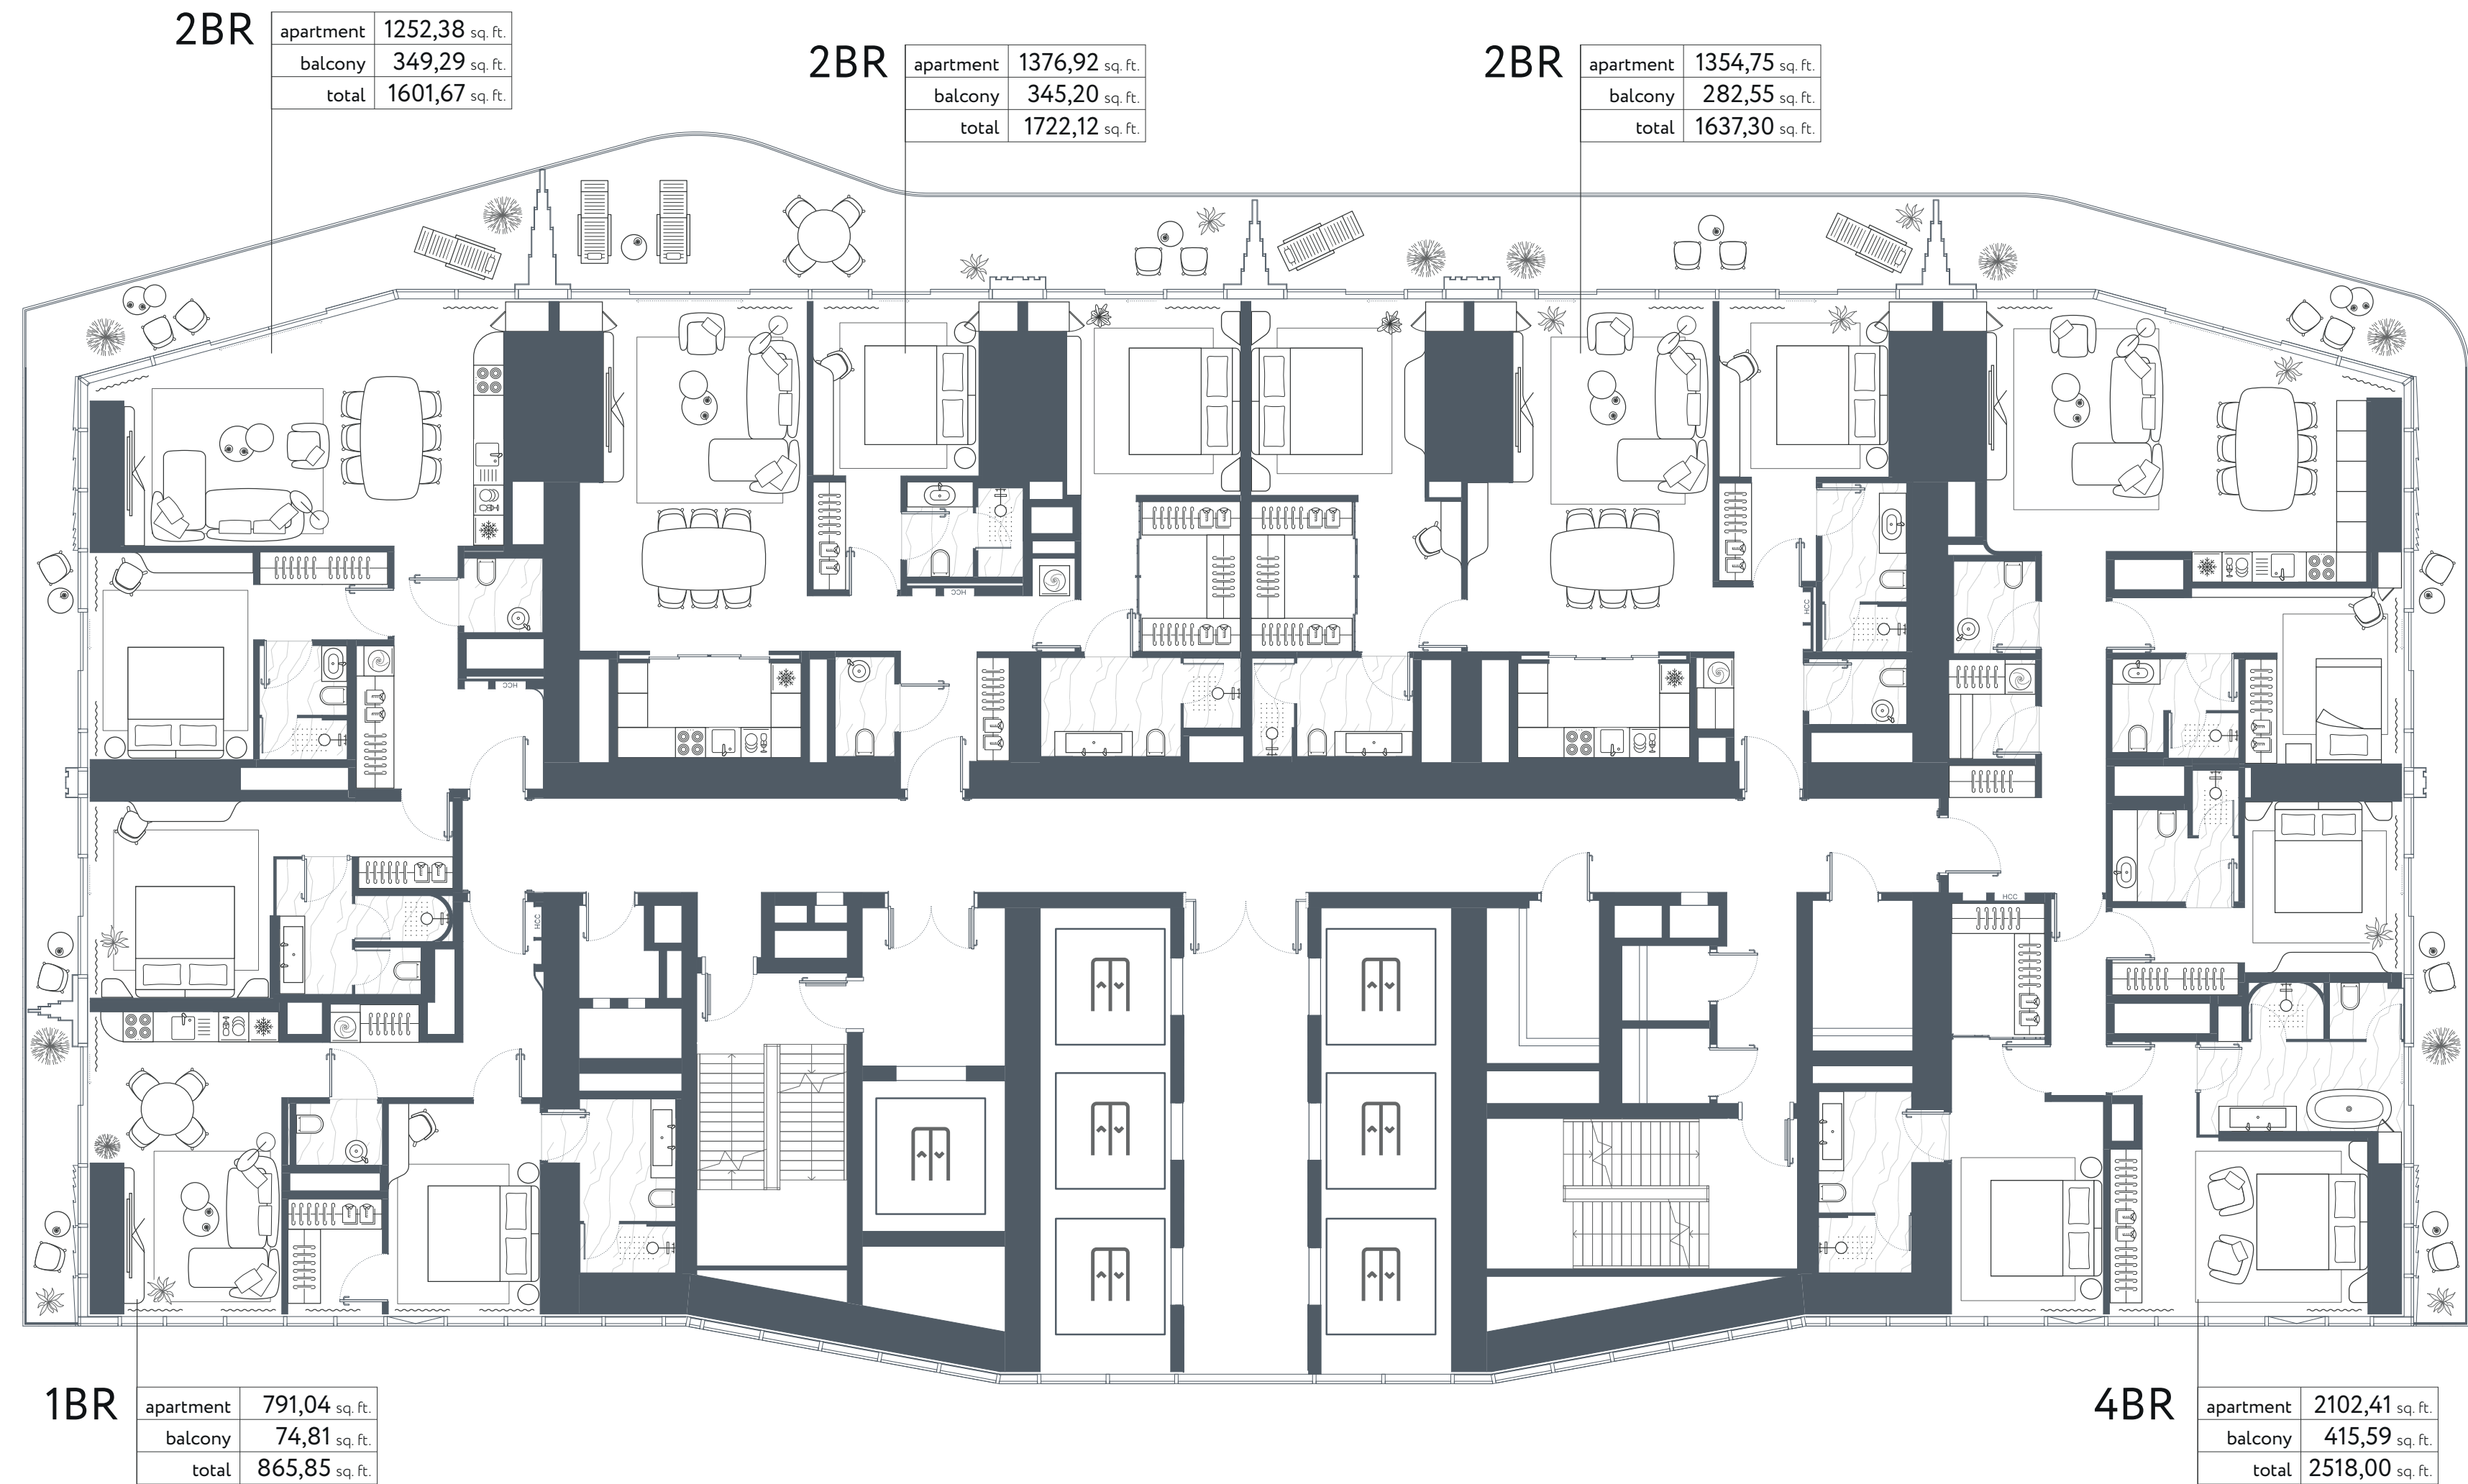 2BR
apartment 1252,38 sq. ft.
balcony 349,29 sq. ft.
total 1601,67 sq. ft.
2BR
apartment 1376,92 sq. ft.
balcony 345,20 sq. ft.
total 1722,12 sq. ft.
2BR
apartment 1354,75 sq. ft.
balcony 282,55 sq. ft.
total 1637,30 sq. ft.
HCC
HCC
HCC
HCC
HCC
1BR
apartment 791,04 sq. ft.
balcony 74,81 sq. ft.
total 865,85 sq. ft.
4BR
apartment 2102,41 sq. ft.
balcony 415,59 sq. ft.
total 2518,00 sq. ft.